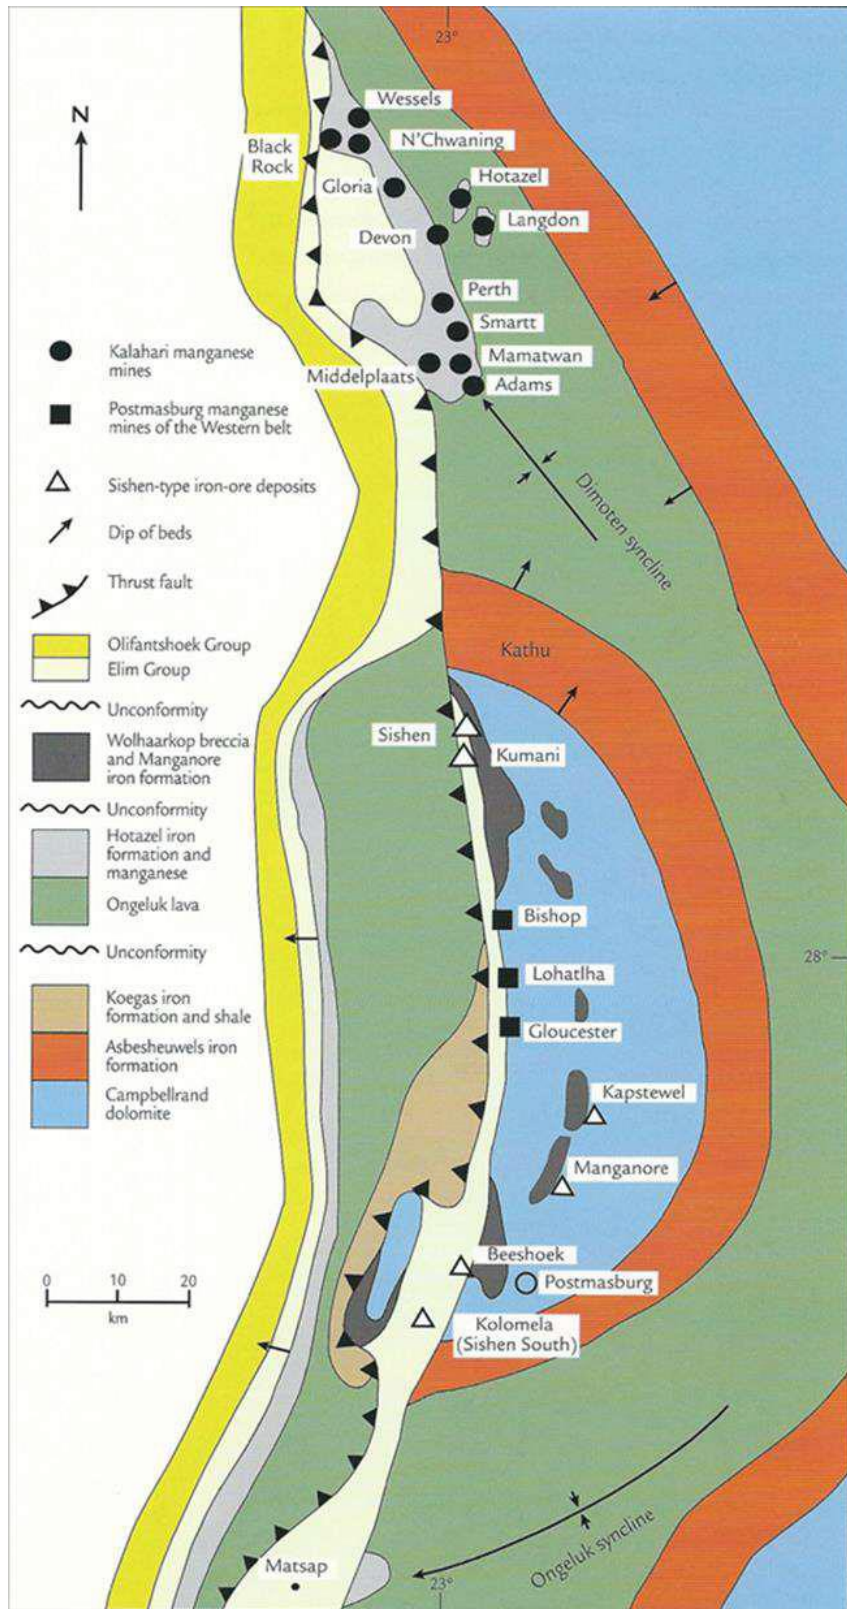 23°
N
Wessels
Black
Rock
N'Chwaning
Gloria
Hotazel
Langdon
Devon
Perth
Smartt
Mamatwan
Middelplaats
Adams
Kalahari manganese
mines
Postmasburg manganese
mines of the Western belt
Sishen-type iron-ore deposits
Dip of beds
Thrust fault
Olifantshoek Group
Elim Group
Unconformity
Wolhaarkop breccia
and Manganore
iron formation
Unconformity
Hotazel iron
formation and
manganese
Ongeluk lava
Unconformity
Koegas iron
formation and shale
Asbesheuwels iron
formation
Campbellrand
dolomite
0 10 20
km
Dimoten syncline
Kathu
Sishen
Kumani
Bishop
28°
Lohatlha
Gloucester
Kapstewel
Manganore
Beeshoek
Postmasburg
Kolomela
(Sishen South)
Ongeluk syncline
Matsap
23°